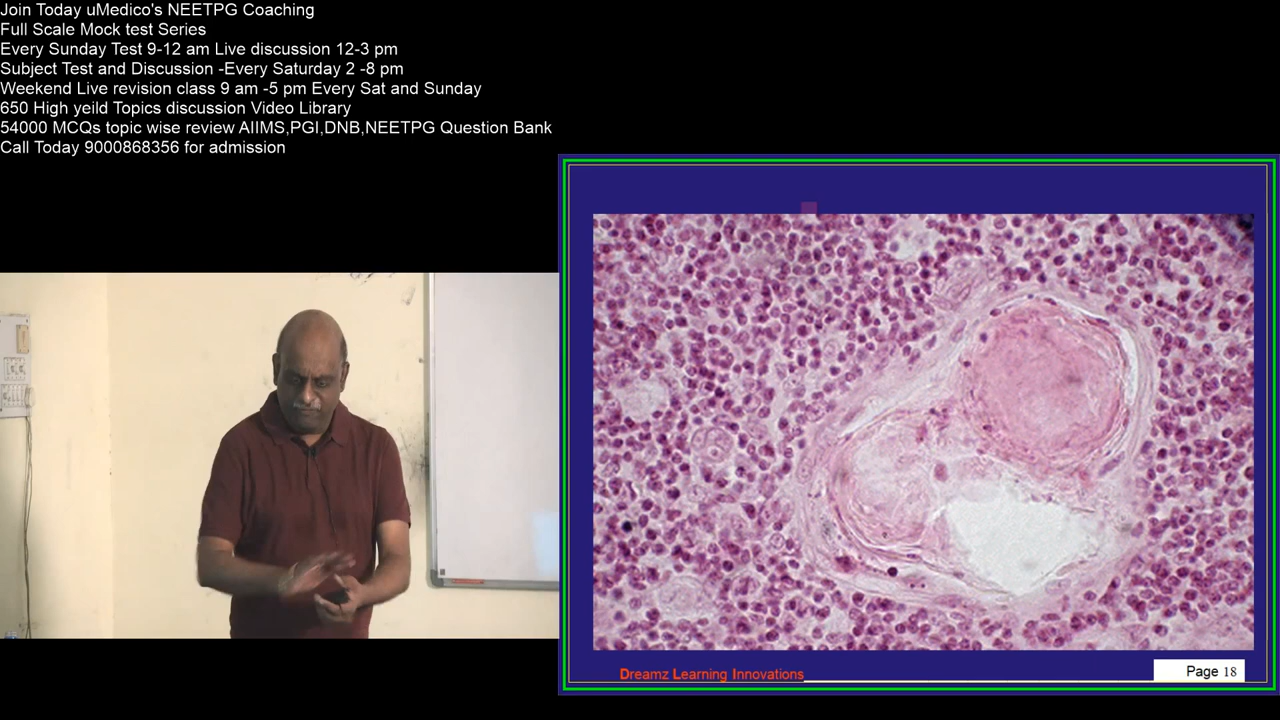 Join Today uMedico's NEETPG Coaching
Full Scale Mock test Series
Every Sunday Test 9-12 am Live discussion 12-3 pm
Subject Test and Discussion -Every Saturday 2 -8 pm
Weekend Live revision class 9 am -5 pm Every Sat and Sunday
650 High yeild Topics discussion Video Library
54000 MCQs topic wise review AIIMS,PGI,DNB,NEETPG Question Bank
Call Today 9000868356 for admission
Dreamz Learning Innovations
Page 18